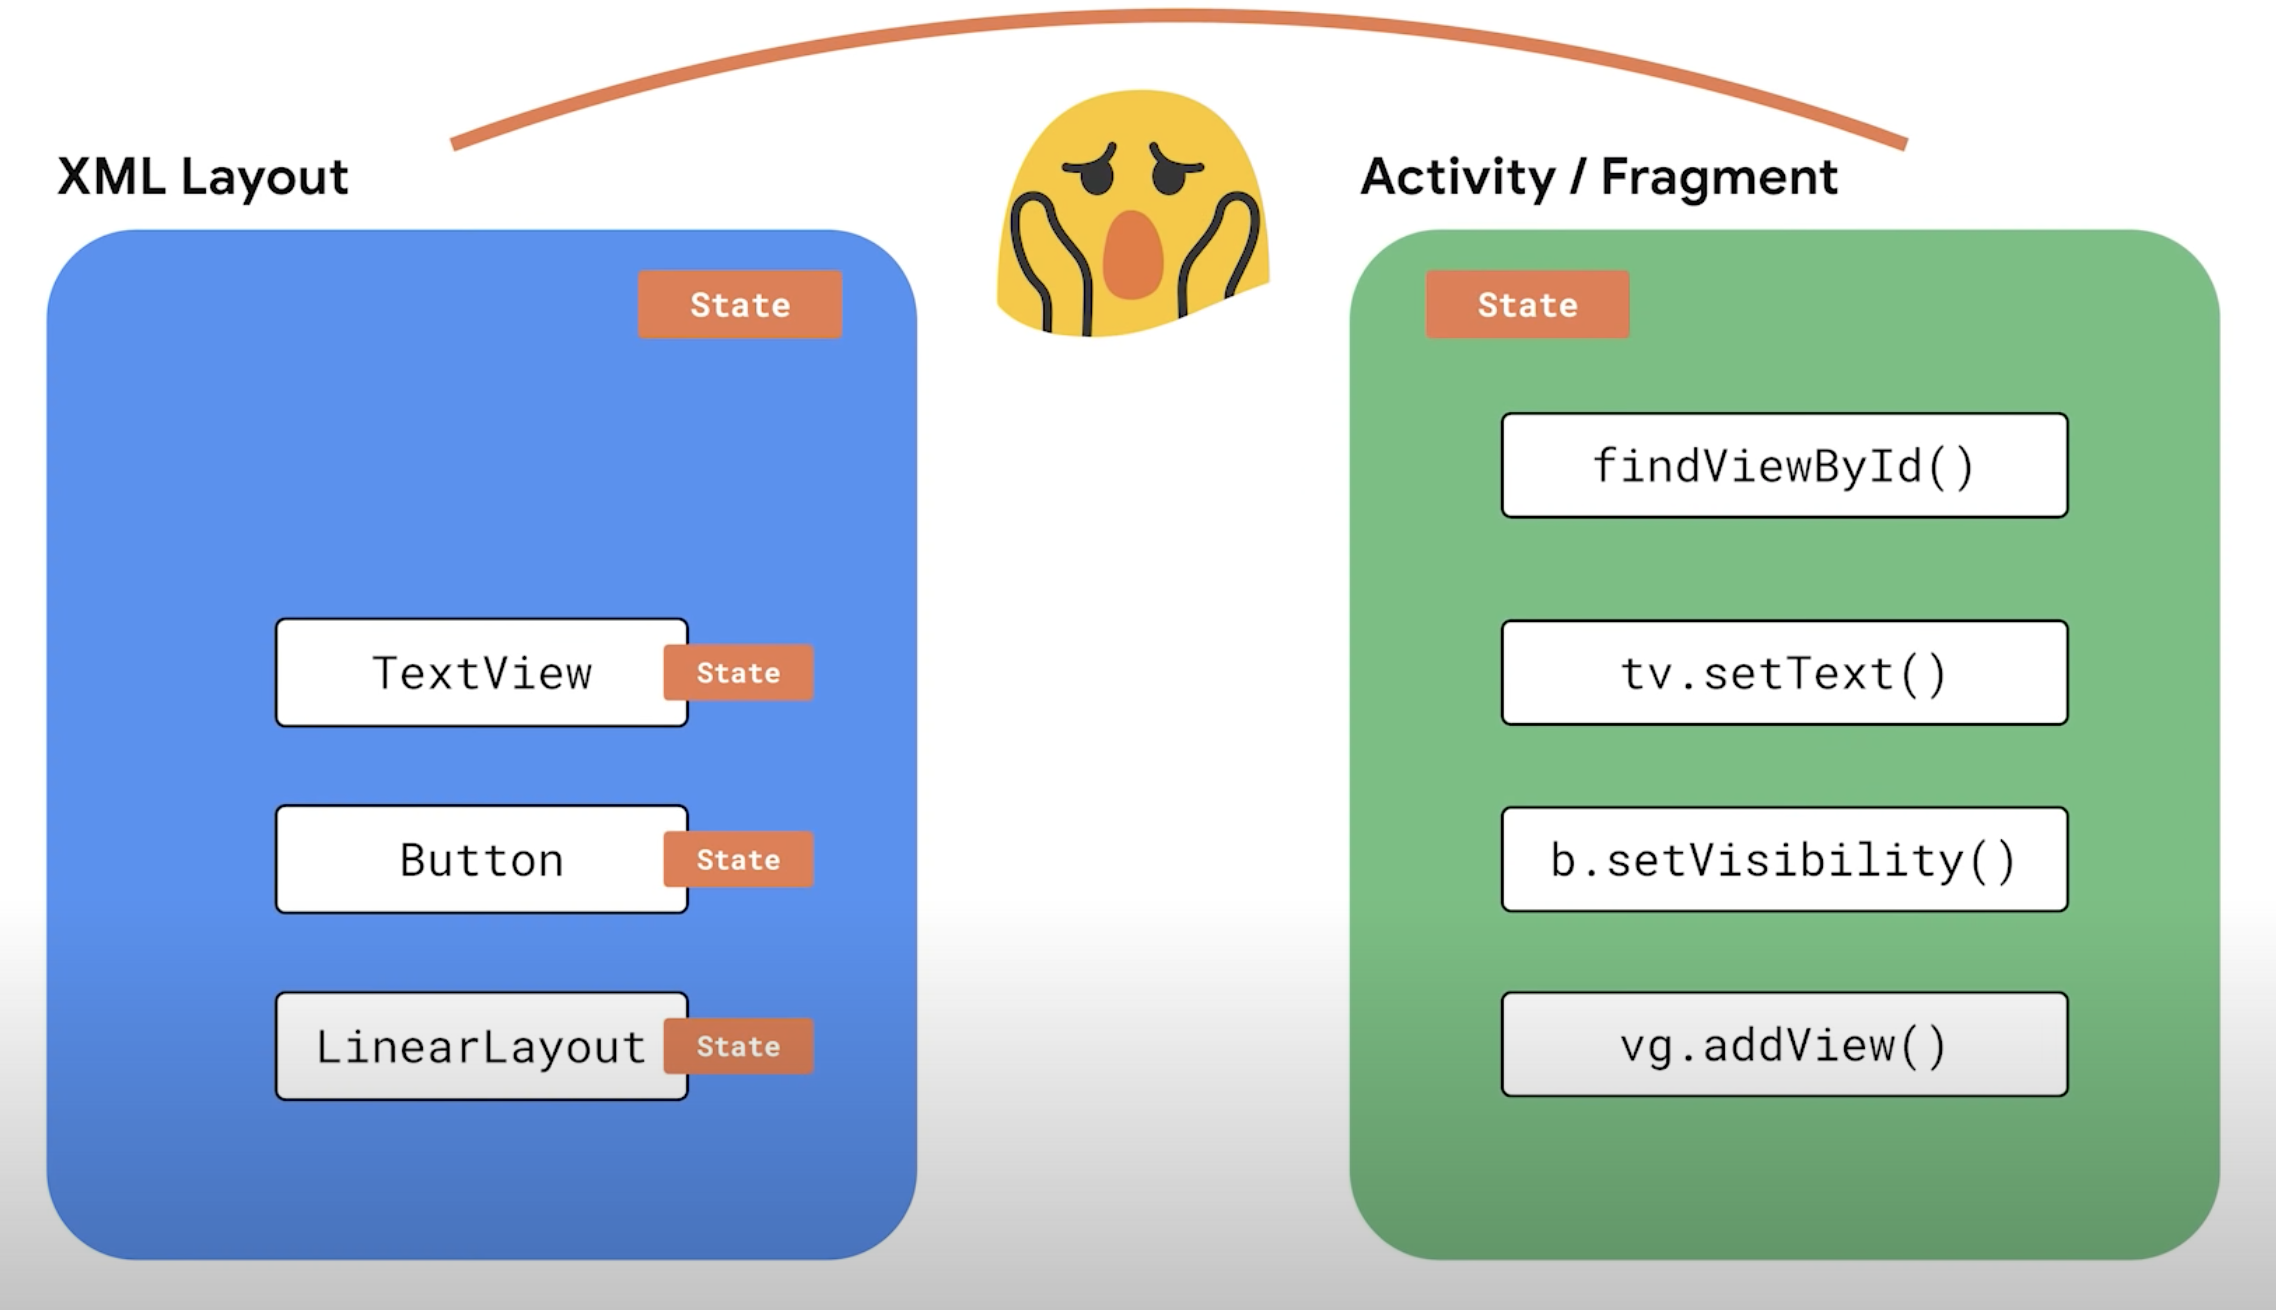 XML Layout
State
TextView
State
Button
State
LinearLayout
State
Activity / Fragment
State
findViewById()
tv.setText()
b.setVisibility()
vg.addView()